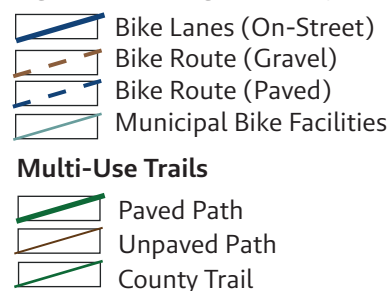 Bike Lanes (On-Street)
Bike Route (Gravel)
Bike Route (Paved)
Municipal Bike Facilities
Multi-Use Trails
Paved Path
Unpaved Path
County Trail